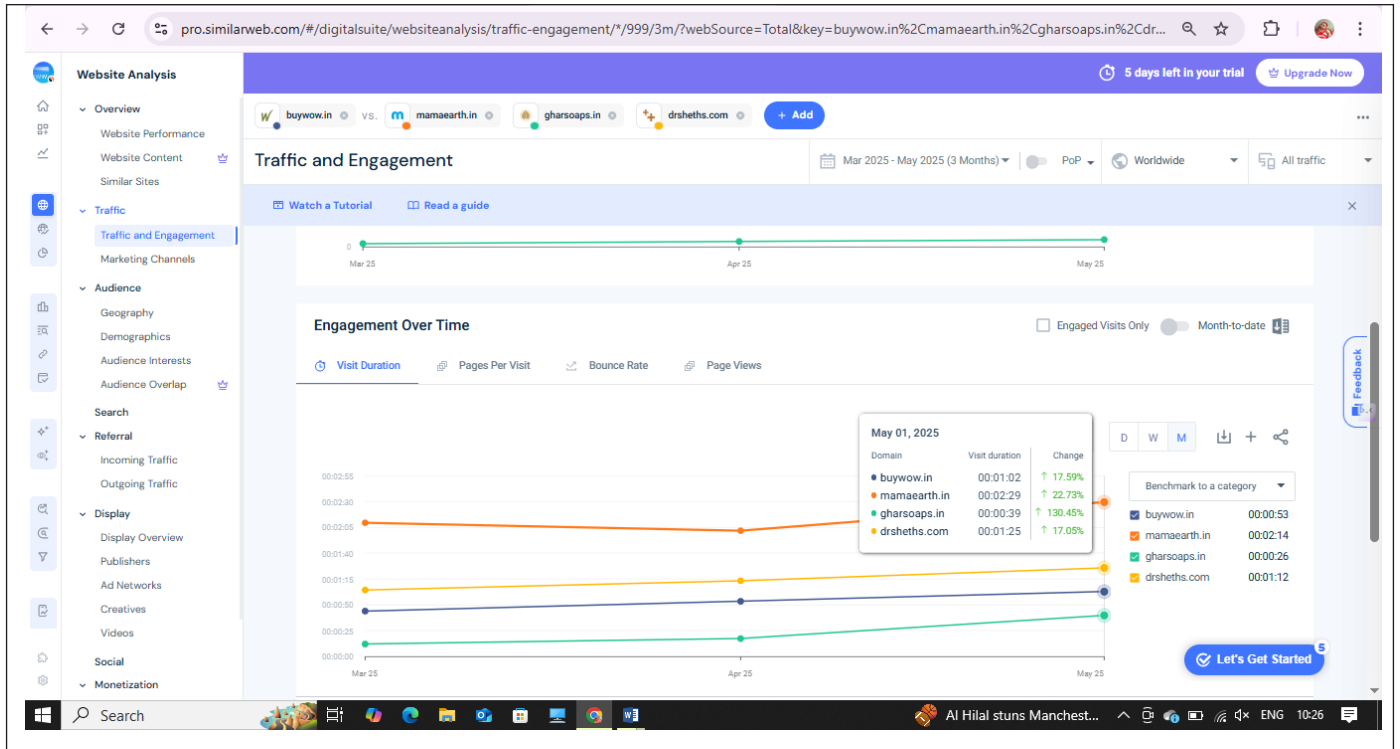 pro.similarweb.com/#/digitalsuite/websiteanalysis/traffic-engagement/*/999/3m/?webSource=Total&key=buywow.in%2Cmamaearth.in%2Cgharsoaps.in%2Cdr...
Website Analysis
5 days left in your trial
Upgrade Now
Overview
Website Performance
Website Content
Similar Sites
Traffic
Traffic and Engagement
Marketing Channels
Audience
Geography
Demographics
Audience Interests
Audience Overlap
Search
Referral
Incoming Traffic
Outgoing Traffic
Display
Display Overview
Publishers
Ad Networks
Creatives
Videos
Social
Monetization
buywow.in vs. mamaearth.in gharsoaps.in drsheths.com + Add
Traffic and Engagement
Mar 2025 - May 2025 (3 Months) PoP Worldwide All traffic
Watch a Tutorial Read a guide
0
Mar 25 Apr 25 May 25
Engagement Over Time
Engaged Visits Only Month-to-date
Visit Duration Pages Per Visit Bounce Rate Page Views
May 01, 2025
Domain Visit duration Change
buywow.in 00:01:02 ↑ 17.59%
mamaearth.in 00:02:29 ↑ 22.73%
gharsoaps.in 00:00:39 ↑ 130.45%
drsheths.com 00:01:25 ↑ 17.05%
D W M
Benchmark to a category
buywow.in 00:00:53
mamaearth.in 00:02:14
gharsoaps.in 00:00:26
drsheths.com 00:01:12
00:02:55
00:02:30
00:02:05
00:01:40
00:01:15
00:00:50
00:00:25
00:00:00
Mar 25 Apr 25 May 25
Feedback
Let's Get Started
5
Search
Al Hilal stuns Manchest...
ENG 10:26